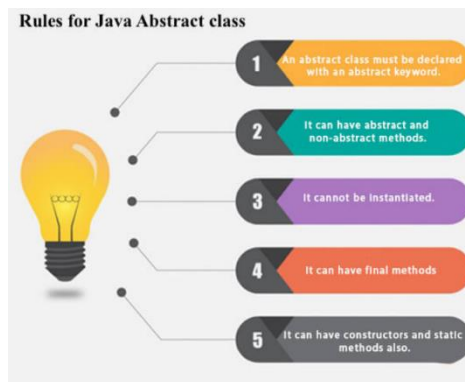 Rules for Java Abstract class
1
An abstract class must be declared
with an abstract keyword.
2
It can have abstract and
non-abstract methods.
3
It cannot be instantiated.
4
It can have final methods
5
It can have constructors and static
methods also.